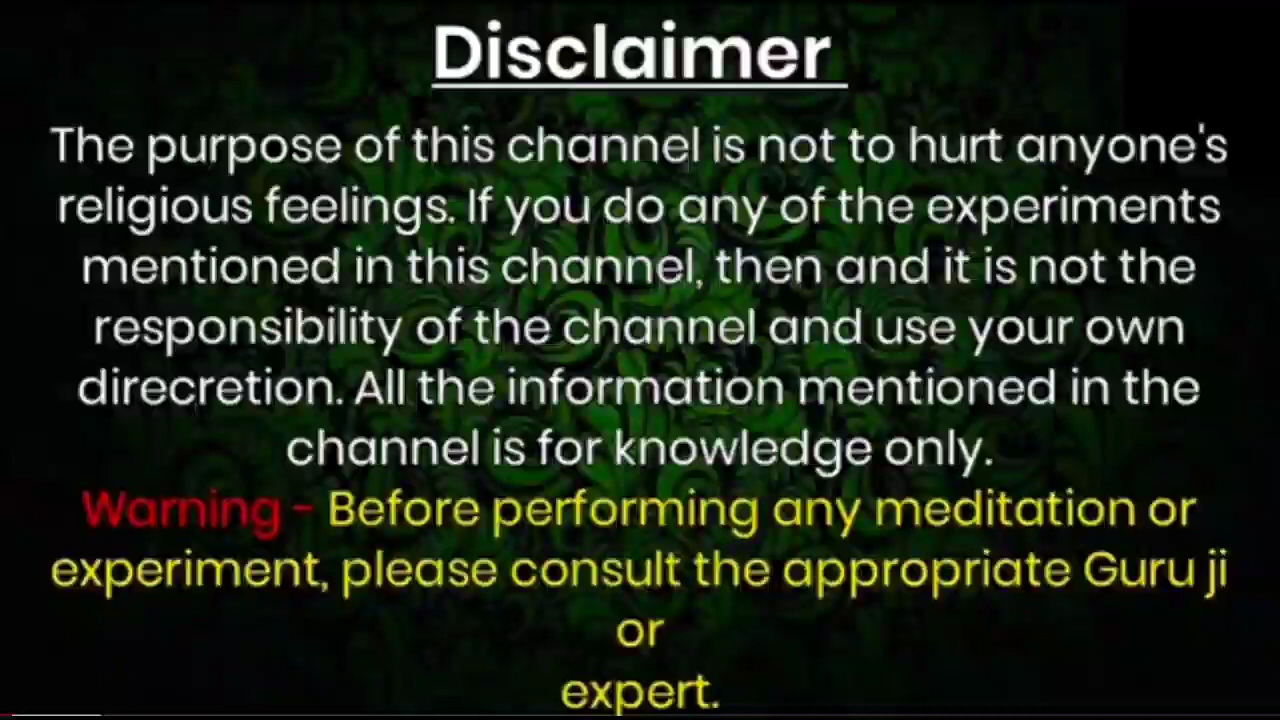 Disclaimer
The purpose of this channel is not to hurt anyone's
religious feelings. If you do any of the experiments
mentioned in this channel, then and it is not the
responsibility of the channel and use your own
direcretion. All the information mentioned in the
channel is for knowledge only.
Warning - Before performing any meditation or
experiment, please consult the appropriate Guru ji
or
expert.